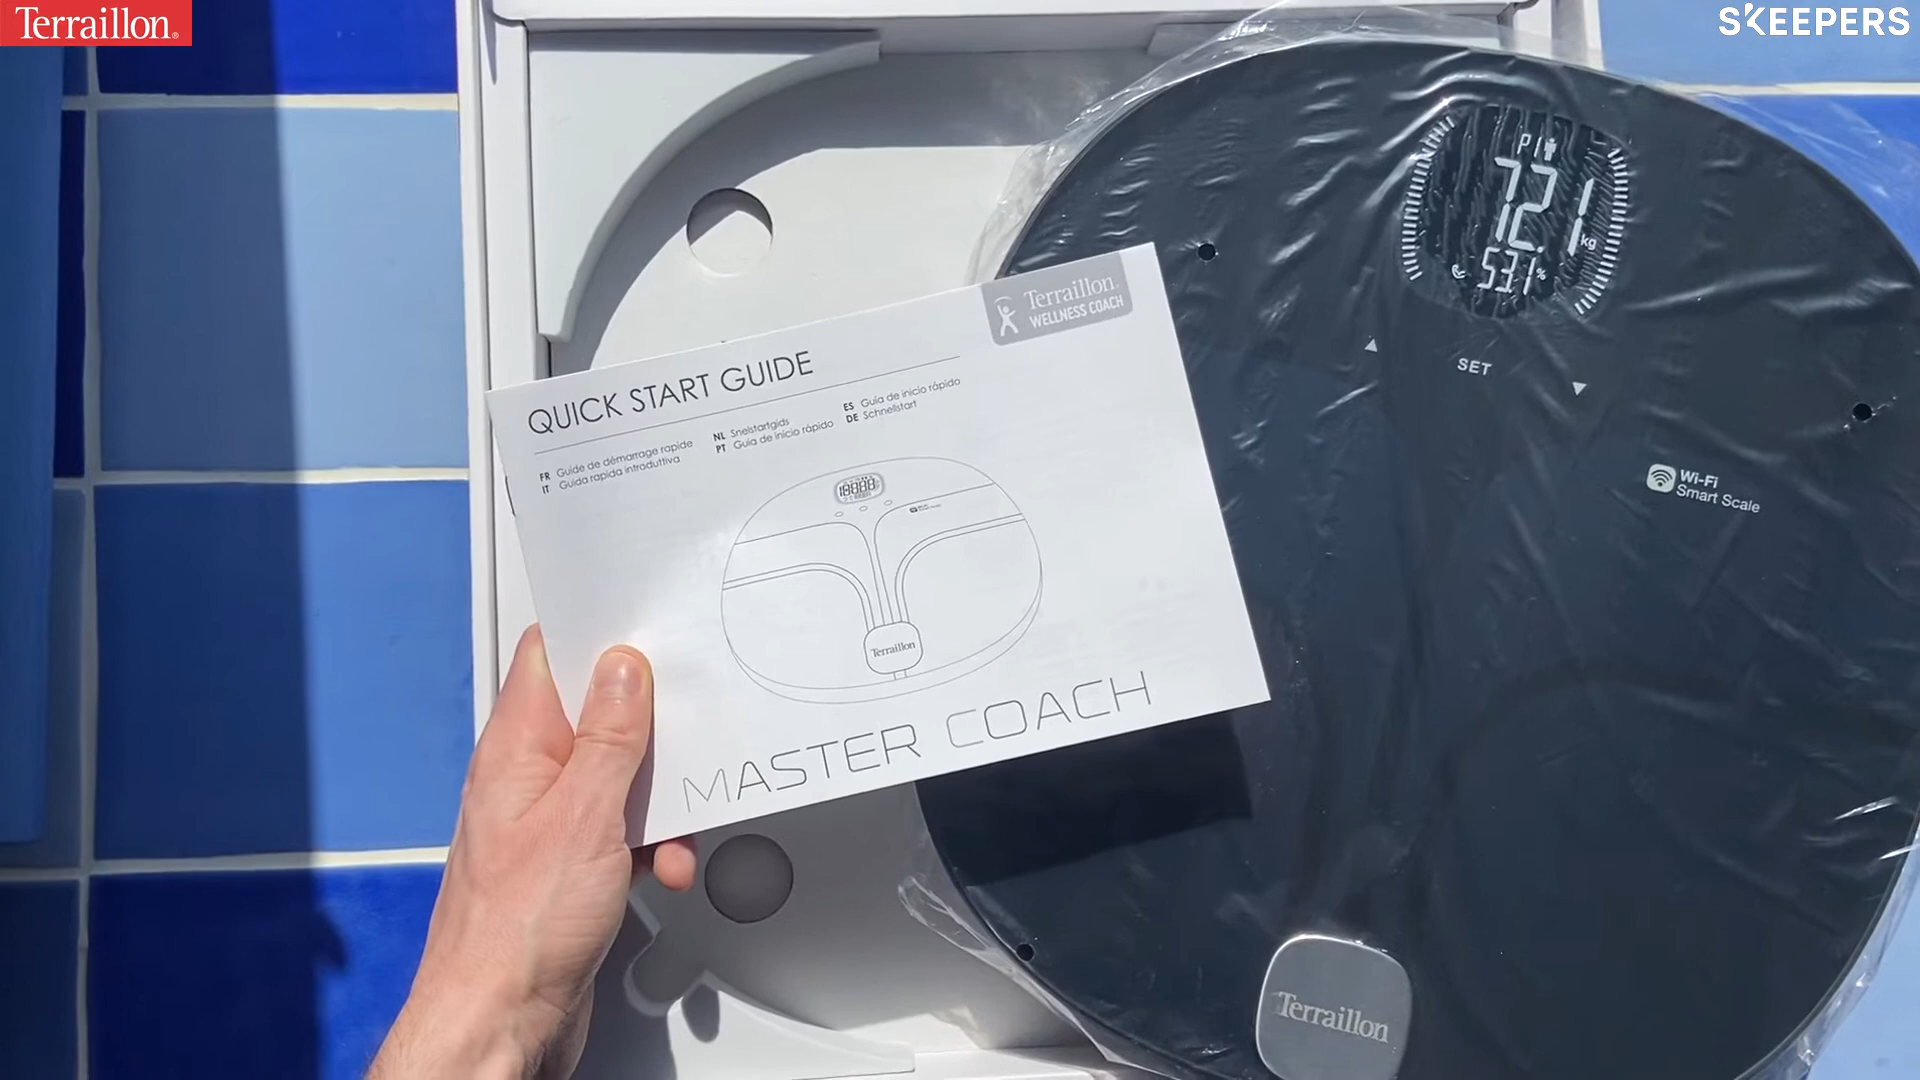 Terraillon®
SKEEPERS
P1
72.1 kg
53.1 %
SET
Wi-Fi
Smart Scale
Terraillon
Terraillon®
WELLNESS COACH
QUICK START GUIDE
FR Guide de démarrage rapide
IT Guida rapida introduttiva
NL Snelstartgids
PT Guia de início rápido
ES Guía de inicio rápido
DE Schnellstart
18888
Terraillon
MASTER COACH